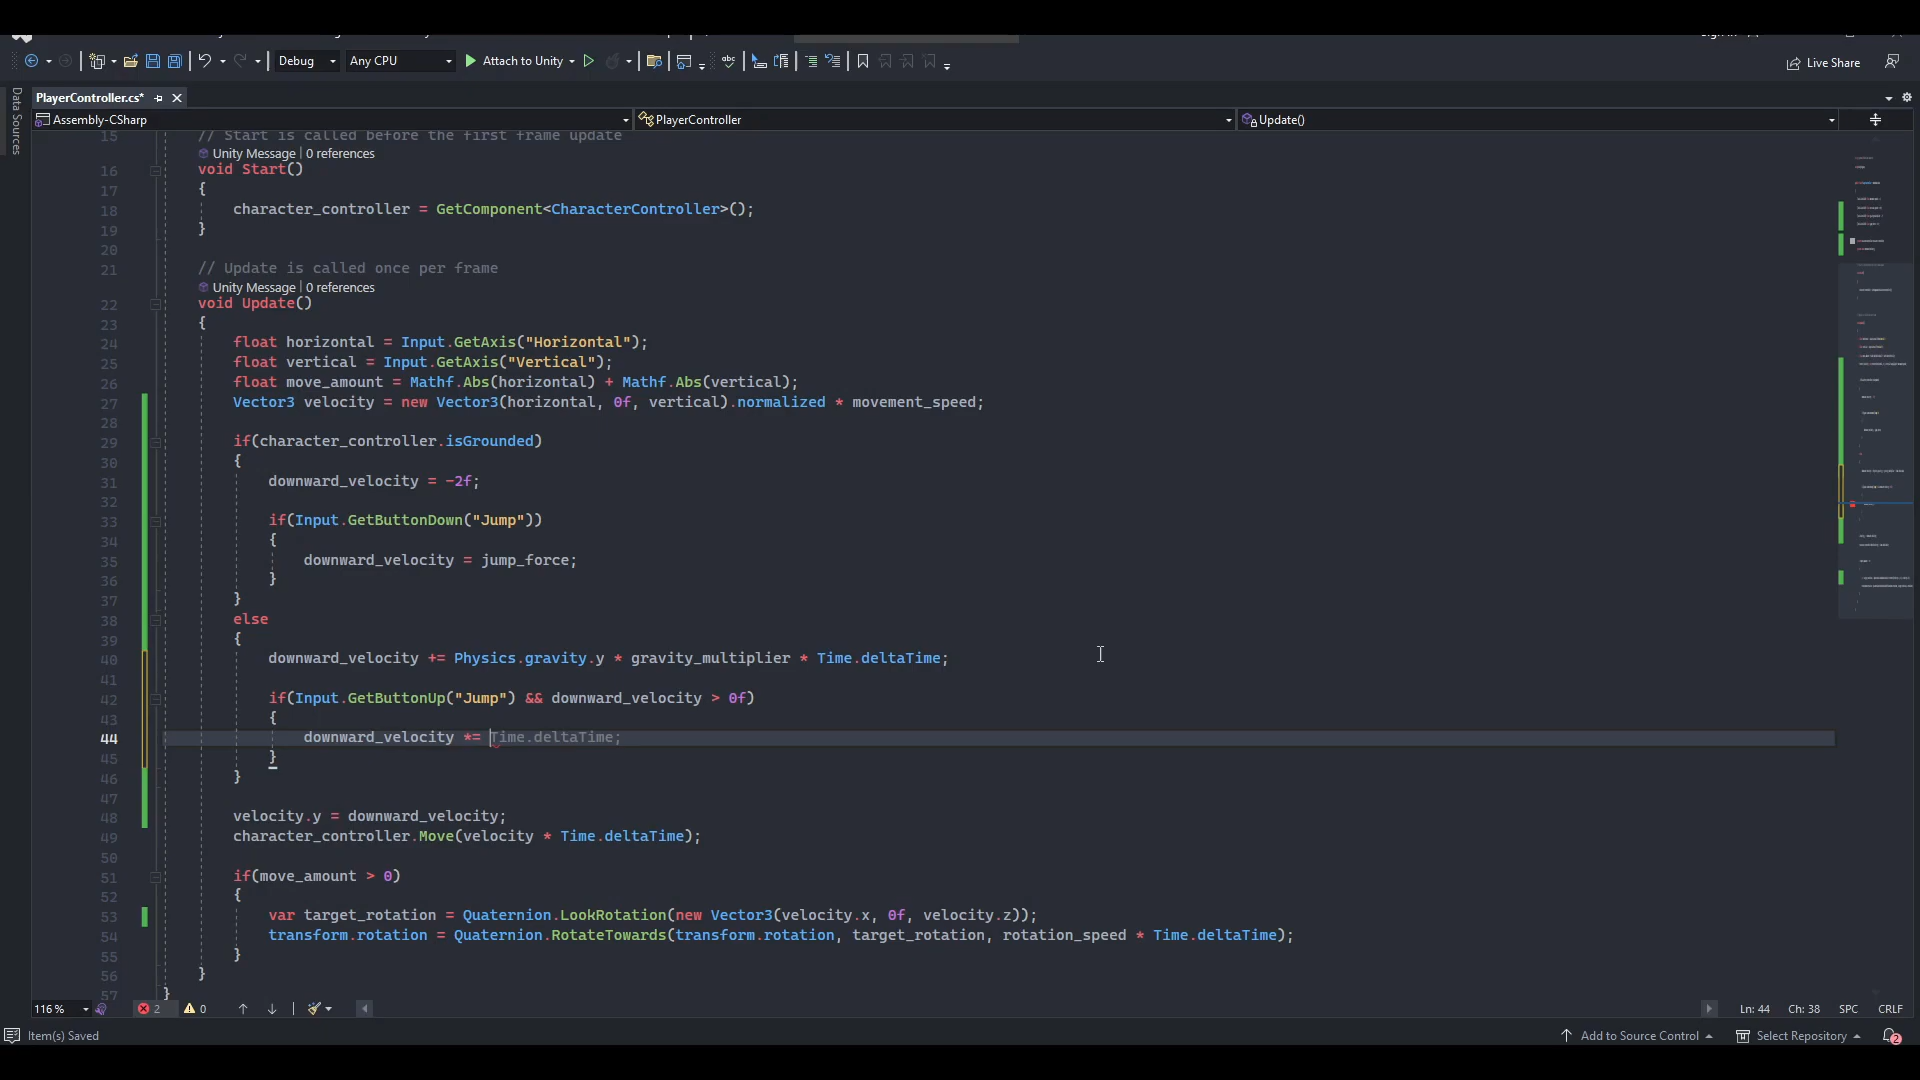 Debug Any CPU Attach to Unity Live Share
PlayerController.cs*
Data Sources
Assembly-CSharp PlayerController Update()
15 // Start is called before the first frame update
Unity Message | 0 references
16 void Start()
17 {
18 character_controller = GetComponent<CharacterController>();
19 }
20
21 // Update is called once per frame
Unity Message | 0 references
22 void Update()
23 {
24 float horizontal = Input.GetAxis("Horizontal");
25 float vertical = Input.GetAxis("Vertical");
26 float move_amount = Mathf.Abs(horizontal) + Mathf.Abs(vertical);
27 Vector3 velocity = new Vector3(horizontal, 0f, vertical).normalized * movement_speed;
28
29 if(character_controller.isGrounded)
30 {
31 downward_velocity = -2f;
32
33 if(Input.GetButtonDown("Jump"))
34 {
35 downward_velocity = jump_force;
36 }
37 }
38 else
39 {
40 downward_velocity += Physics.gravity.y * gravity_multiplier * Time.deltaTime;
41
42 if(Input.GetButtonUp("Jump") && downward_velocity > 0f)
43 {
44 downward_velocity *= Time.deltaTime;
45 }
46 }
47
48 velocity.y = downward_velocity;
49 character_controller.Move(velocity * Time.deltaTime);
50
51 if(move_amount > 0)
52 {
53 var target_rotation = Quaternion.LookRotation(new Vector3(velocity.x, 0f, velocity.z));
54 transform.rotation = Quaternion.RotateTowards(transform.rotation, target_rotation, rotation_speed * Time.deltaTime);
55 }
56 }
57 }
116 % 2 0 Ln: 44 Ch: 38 SPC CRLF
Item(s) Saved Add to Source Control Select Repository 2